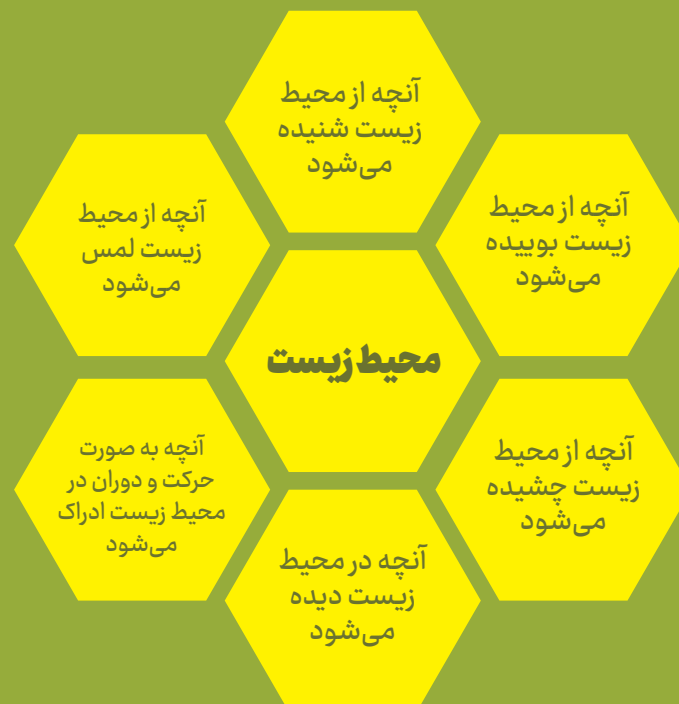 آنچه از محیط
زیست شنیده
می‌شود
آنچه از محیط
زیست بوییده
می‌شود
آنچه از محیط
زیست لمس
می‌شود
محیط زیست
آنچه از محیط
زیست چشیده
می‌شود
آنچه به صورت
حرکت و دوران در
محیط زیست ادراک
می‌شود
آنچه در محیط
زیست دیده
می‌شود